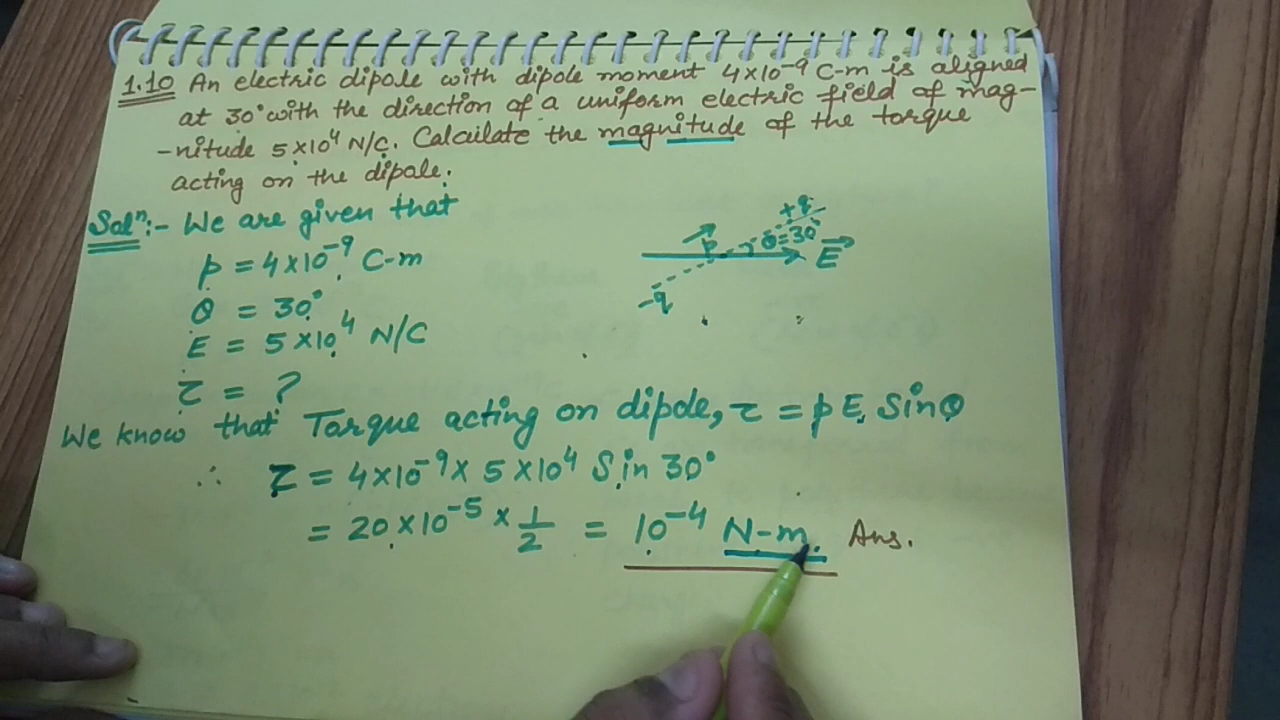 1.10 An electric dipole with dipole moment 4×10⁻⁹ C-m is aligned
at 30° with the direction of a uniform electric field of mag-
-nitude 5×10⁴ N/C. Calculate the magnitude of the torque
acting on the dipole.
Solⁿ:- We are given that
p = 4×10⁻⁹ C-m
θ = 30°
E = 5×10⁴ N/C
τ = ?
+q
p θ=30° E
-q
We know that Torque acting on dipole, τ = pE Sinθ
∴ τ = 4×10⁻⁹ × 5×10⁴ Sin 30°
= 20×10⁻⁵ × 1/2 = 10⁻⁴ N-m. Ans.